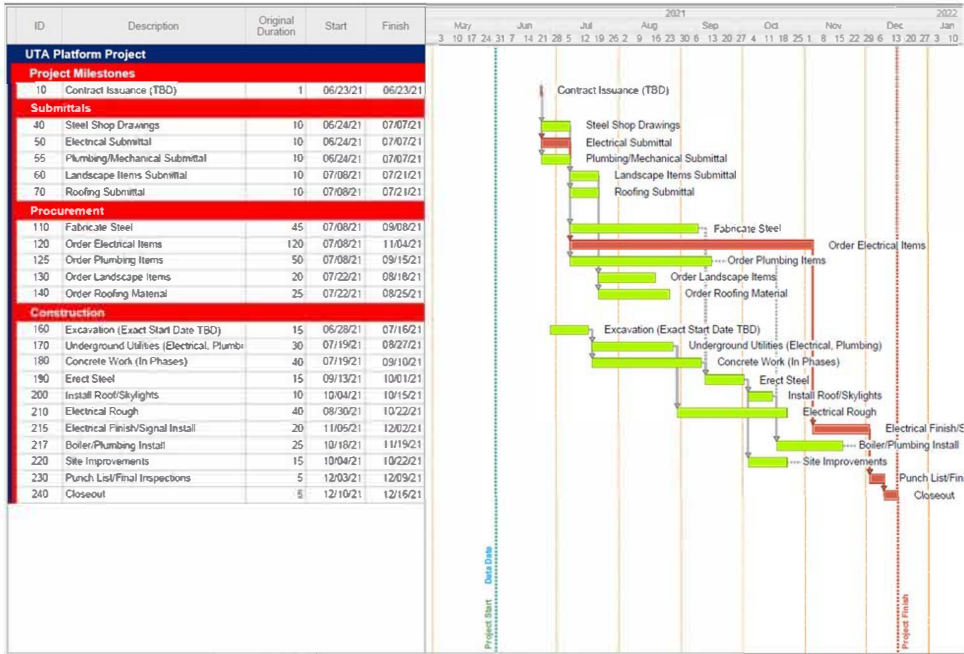 2021 2022
ID Description Original Duration Start Finish May Jun Jul Aug Sep Oct Nov Dec Jan
3 10 17 24 31 7 14 21 28 5 12 19 26 2 9 16 23 30 6 13 20 27 4 11 18 25 1 8 15 22 29 6 13 20 27 3 10
UTA Platform Project
Project Milestones
10 Contract Issuance (TBD) 1 06/23/21 06/23/21 Contract Issuance (TBD)
Submittals
40 Steel Shop Drawings 10 06/24/21 07/07/21 Steel Shop Drawings
50 Electrical Submittal 10 06/24/21 07/07/21 Electrical Submittal
55 Plumbing/Mechanical Submittal 10 06/24/21 07/07/21 Plumbing/Mechanical Submittal
60 Landscape Items Submittal 10 07/08/21 07/21/21 Landscape Items Submittal
70 Roofing Submittal 10 07/08/21 07/21/21 Roofing Submittal
Procurement
110 Fabricate Steel 45 07/08/21 09/08/21 Fabricate Steel
120 Order Electrical Items 120 07/08/21 11/04/21 Order Electrical Items
125 Order Plumbing Items 50 07/08/21 09/15/21 Order Plumbing Items
130 Order Landscape Items 20 07/22/21 08/18/21 Order Landscape Items
140 Order Roofing Material 25 07/22/21 08/25/21 Order Roofing Material
Construction
160 Excavation (Exact Start Date TBD) 15 06/28/21 07/16/21 Excavation (Exact Start Date TBD)
170 Underground Utilities (Electrical, Plumbi 30 07/19/21 08/27/21 Underground Utilities (Electrical, Plumbing)
180 Concrete Work (In Phases) 40 07/19/21 09/10/21 Concrete Work (In Phases)
190 Erect Steel 15 09/13/21 10/01/21 Erect Steel
200 Install Roof/Skylights 10 10/04/21 10/15/21 Install Roof/Skylights
210 Electrical Rough 40 08/30/21 10/22/21 Electrical Rough
215 Electrical Finish/Signal Install 20 11/05/21 12/02/21 Electrical Finish/S
217 Boiler/Plumbing Install 25 10/18/21 11/19/21 Boiler/Plumbing Install
220 Site Improvements 15 10/04/21 10/22/21 Site Improvements
230 Punch List/Final Inspections 5 12/03/21 12/09/21 Punch List/Fin
240 Closeout 5 12/10/21 12/16/21 Closeout
Data Date
Project Start
Project Finish